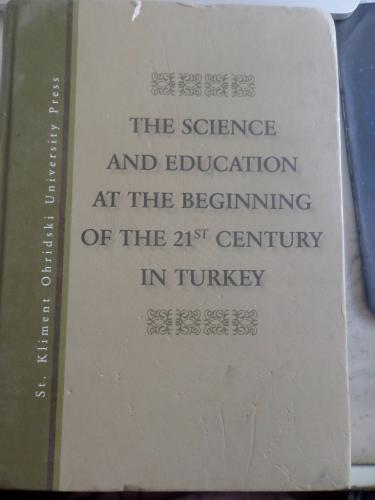 THE SCIENCE
AND EDUCATION
AT THE BEGINNING
OF THE 21ST CENTURY
IN TURKEY
St. Kliment Ohridski University Press